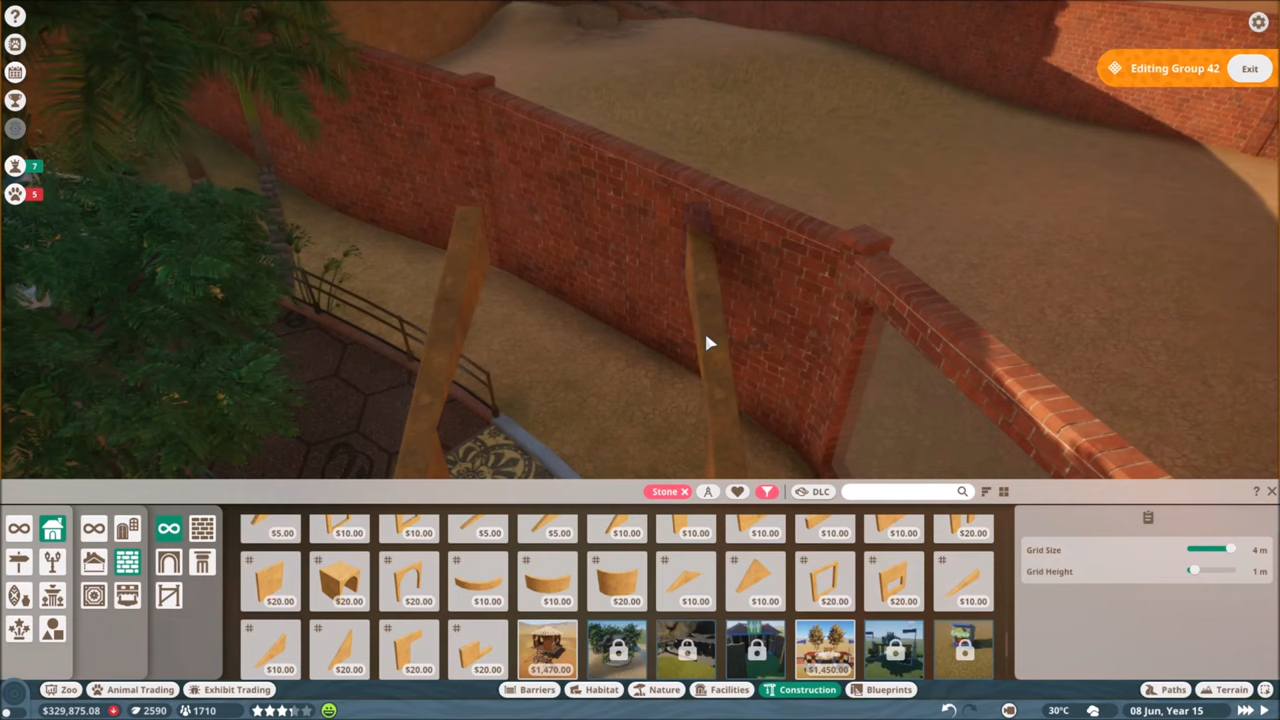 ?
Editing Group 42
Exit
7
5
Stone ×
DLC
? ×
$5.00 $10.00 $10.00 $5.00 $5.00 $10.00 $10.00 $10.00 $10.00 $10.00 $20.00
# # # # # # # # # # #
$20.00 $20.00 $20.00 $10.00 $10.00 $20.00 $10.00 $10.00 $20.00 $20.00 $10.00
# # # #
$10.00 $20.00 $20.00 $20.00 $1,470.00 $1,450.00
Grid Size 4 m
Grid Height 1 m
Zoo Animal Trading Exhibit Trading Barriers Habitat Nature Facilities Construction Blueprints Paths Terrain
$329,875.08 2590 1710 30°C 08 Jun, Year 15